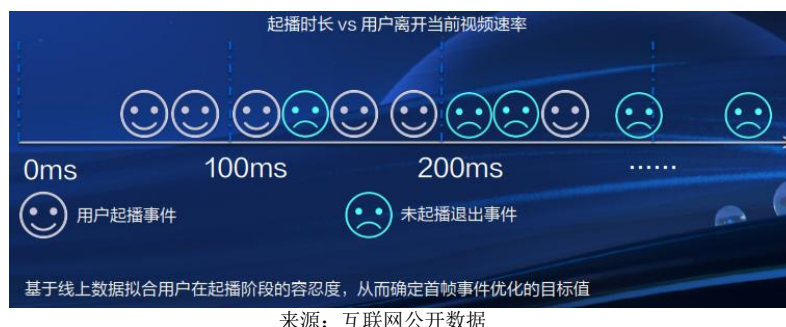 起播时长 vs 用户离开当前视频速率
0ms 100ms 200ms ……
用户起播事件 未起播退出事件
基于线上数据拟合用户在起播阶段的容忍度，从而确定首帧事件优化的目标值
来源：互联网公开数据